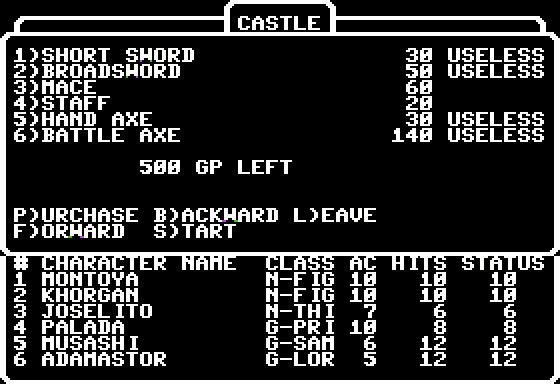 CASTLE
1)SHORT SWORD 30 USELESS
2)BROADSWORD 50 USELESS
3)MACE 60
4)STAFF 20
5)HAND AXE 30 USELESS
6)BATTLE AXE 140 USELESS
500 GP LEFT
P)URCHASE B)ACKWARD L)EAVE
F)ORWARD S)TART
# CHARACTER NAME CLASS AC HITS STATUS
1 MONTOYA N-FIG 10 10 10
2 KHORGAN N-FIG 10 10 10
3 JOSELITO N-THI 7 6 6
4 PALADA G-PRI 10 8 8
5 MUSASHI G-SAM 6 12 12
6 ADAMASTOR G-LOR 5 12 12